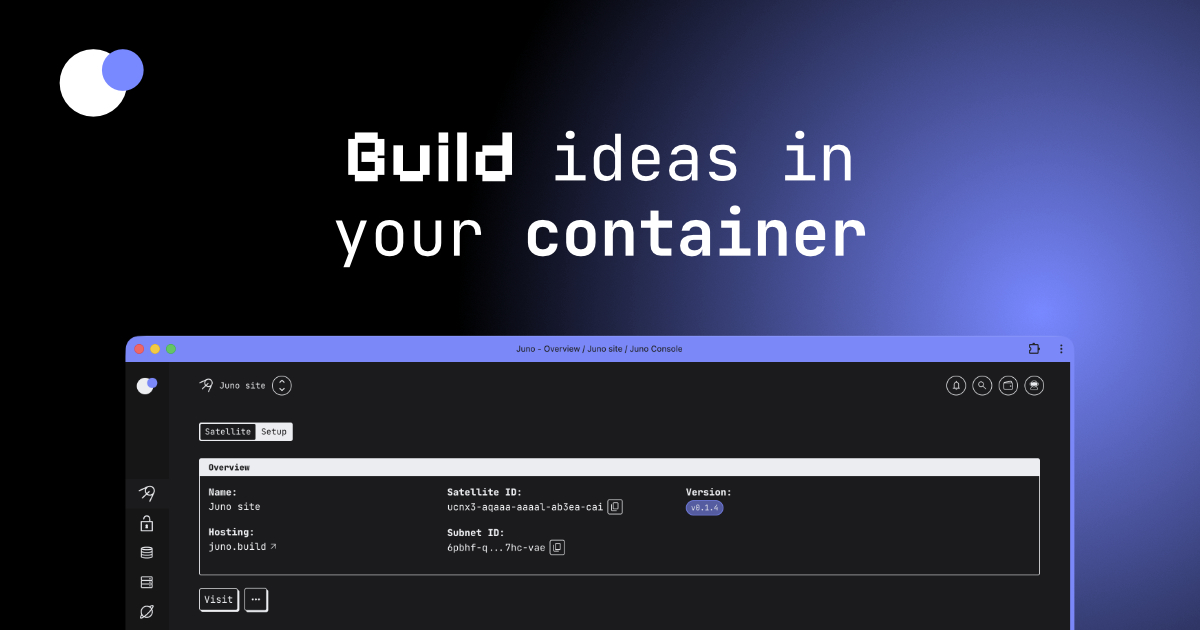 Build ideas in
your container
Juno - Overview / Juno site / Juno Console
Juno site
Satellite Setup
Overview
Name:
Juno site
Satellite ID:
ucnx3-aqaaa-aaaal-ab3ea-cai
Version:
v0.1.4
Hosting:
juno.build
Subnet ID:
6pbhf-q...7hc-vae
Visit ...